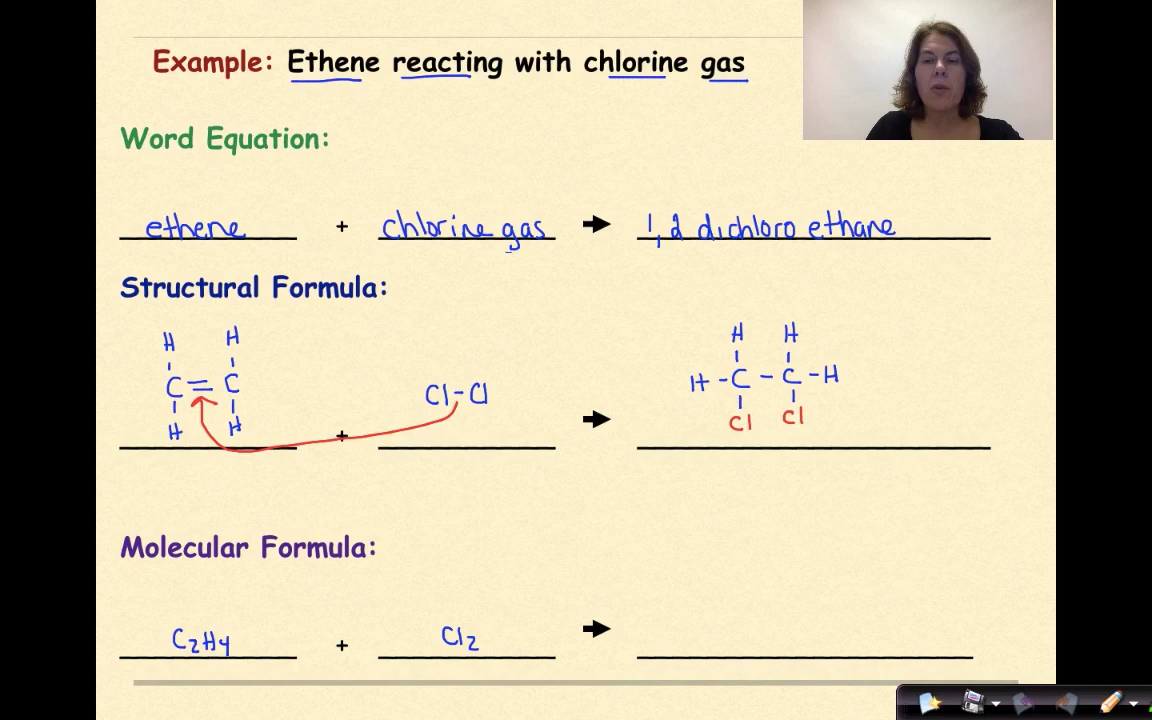 Example: Ethene reacting with chlorine gas
Word Equation:
ethene + chlorine gas → 1,2 dichloro ethane
Structural Formula:
H H H H
C=C Cl-Cl H-C-C-H
H H + → Cl Cl
Molecular Formula:
C2H4 + Cl2 →